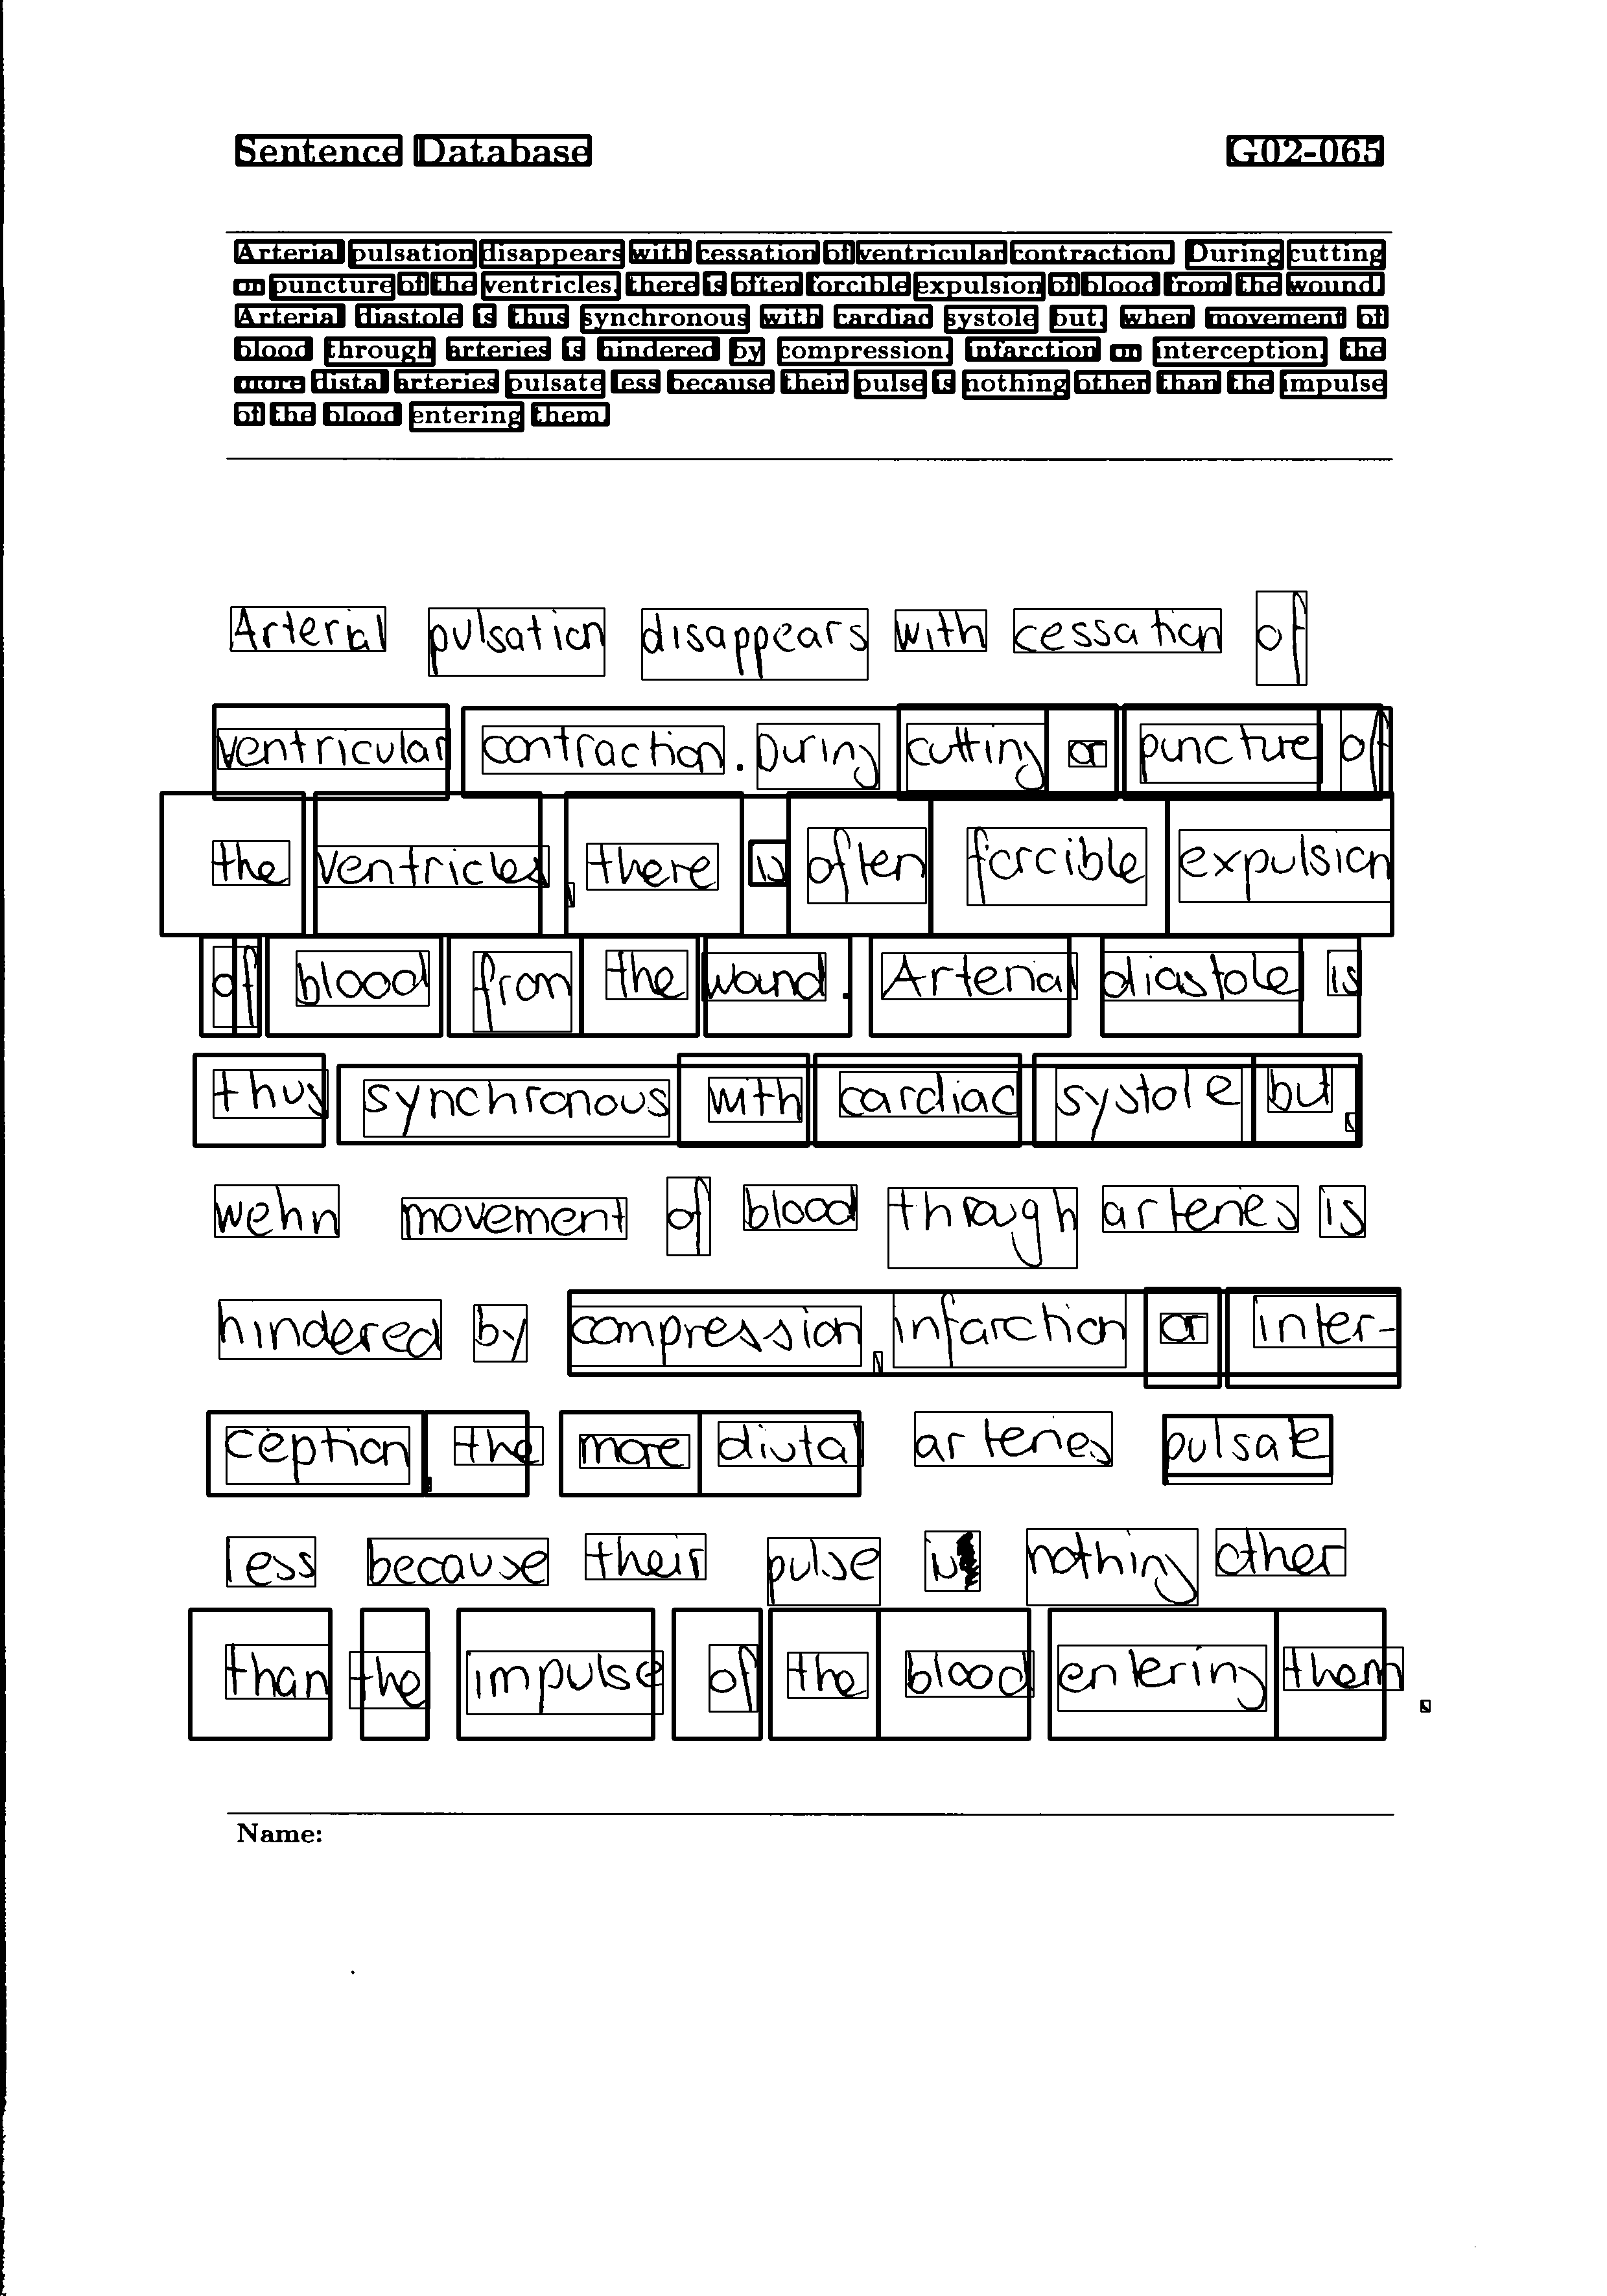 Sentence Database G02-065
Arterial pulsation disappears with cessation of ventricular contraction. During cutting
or puncture of the ventricles, there is often forcible expulsion of blood from the wound.
Arterial diastole is thus synchronous with cardiac systole but, when movement of
blood through arteries is hindered by compression, infarction or interception, the
more distal arteries pulsate less because their pulse is nothing other than the impulse
of the blood entering them.
Arterial pulsation disappears with cessation of
ventricular contraction. During cutting or puncture of
the ventricles, there is often forcible expulsion
of blood from the wound. Arterial diastole is
thus synchronous with cardiac systole but,
wehn movement of blood through arteries is
hindered by compression, infarction or inter-
ception, the more distal arteries pulsate
less because their pulse is nothing other
than the impulse of the blood entering them.
Name: